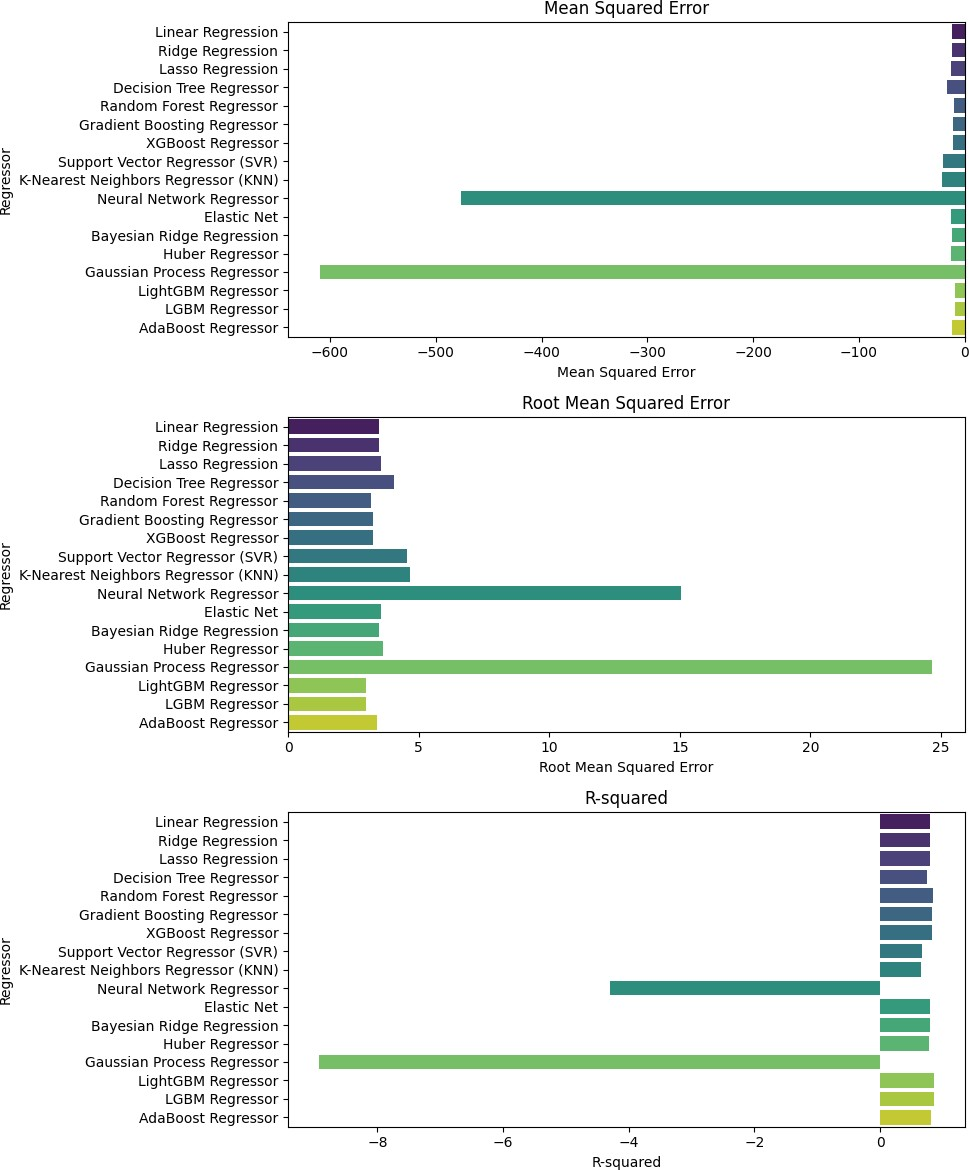 Mean Squared Error
Regressor
Linear Regression
Ridge Regression
Lasso Regression
Decision Tree Regressor
Random Forest Regressor
Gradient Boosting Regressor
XGBoost Regressor
Support Vector Regressor (SVR)
K-Nearest Neighbors Regressor (KNN)
Neural Network Regressor
Elastic Net
Bayesian Ridge Regression
Huber Regressor
Gaussian Process Regressor
LightGBM Regressor
LGBM Regressor
AdaBoost Regressor
−600 −500 −400 −300 −200 −100 0
Mean Squared Error
Root Mean Squared Error
Regressor
Linear Regression
Ridge Regression
Lasso Regression
Decision Tree Regressor
Random Forest Regressor
Gradient Boosting Regressor
XGBoost Regressor
Support Vector Regressor (SVR)
K-Nearest Neighbors Regressor (KNN)
Neural Network Regressor
Elastic Net
Bayesian Ridge Regression
Huber Regressor
Gaussian Process Regressor
LightGBM Regressor
LGBM Regressor
AdaBoost Regressor
0 5 10 15 20 25
Root Mean Squared Error
R-squared
Regressor
Linear Regression
Ridge Regression
Lasso Regression
Decision Tree Regressor
Random Forest Regressor
Gradient Boosting Regressor
XGBoost Regressor
Support Vector Regressor (SVR)
K-Nearest Neighbors Regressor (KNN)
Neural Network Regressor
Elastic Net
Bayesian Ridge Regression
Huber Regressor
Gaussian Process Regressor
LightGBM Regressor
LGBM Regressor
AdaBoost Regressor
−8 −6 −4 −2 0
R-squared